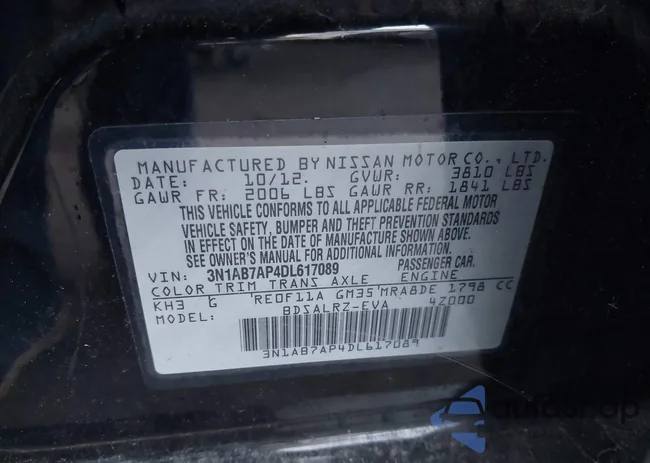 MANUFACTURED BY NISSAN MOTOR CO., LTD.
DATE: 10/12 GVWR: 3810 LBS
GAWR FR: 2006 LBS GAWR RR: 1841 LBS
THIS VEHICLE CONFORMS TO ALL APPLICABLE FEDERAL MOTOR
VEHICLE SAFETY, BUMPER AND THEFT PREVENTION STANDARDS
IN EFFECT ON THE DATE OF MANUFACTURE SHOWN ABOVE.
SEE OWNER'S MANUAL FOR ADDITIONAL INFORMATION.
VIN: 3N1AB7AP4DL617089 PASSENGER CAR.
COLOR TRIM TRANS AXLE ENGINE
KH3 G RE0F11A GM35 MRA8DE 1798 CC
MODEL: BDSALRZ-EVA 4Z000
3N1AB7AP4DL617089
autoshop